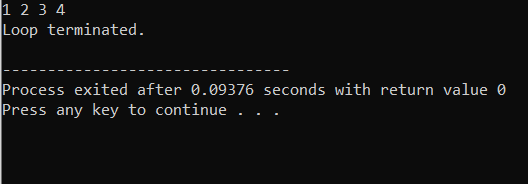 1 2 3 4
Loop terminated.
--------------------------------
Process exited after 0.09376 seconds with return value 0
Press any key to continue . . .